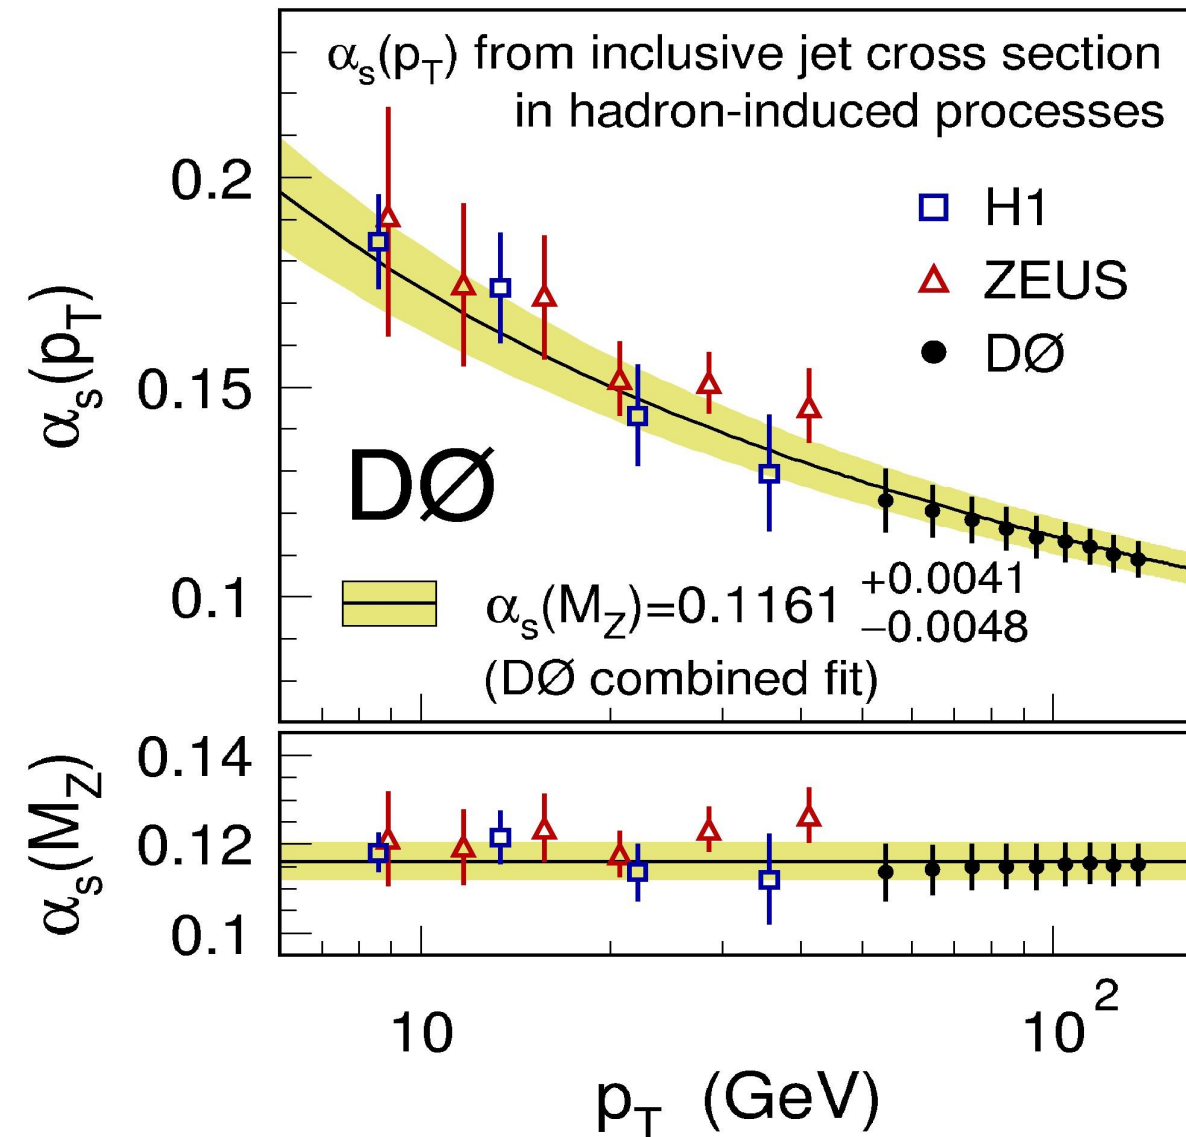 αs(pT) from inclusive jet cross section
in hadron-induced processes
H1
ZEUS
DØ
αs(pT)
0.2
0.15
0.1
DØ
αs(MZ)=0.1161 +0.0041 −0.0048
(DØ combined fit)
αs(MZ)
0.14
0.12
0.1
10
10²
pT (GeV)